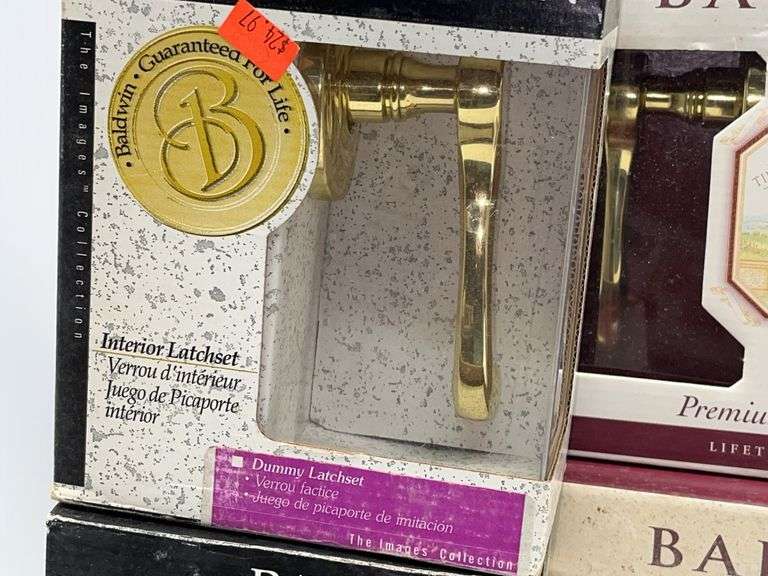 $24.97
• Baldwin • Guaranteed For Life •
B
The Images™ Collection
Interior Latchset
Verrou d'intérieur
Juego de Picaporte
interior
Dummy Latchset
• Verrou factice
• Juego de picaporte de imitación
The Images Collection
BA
Premiu
LIFET
BAL